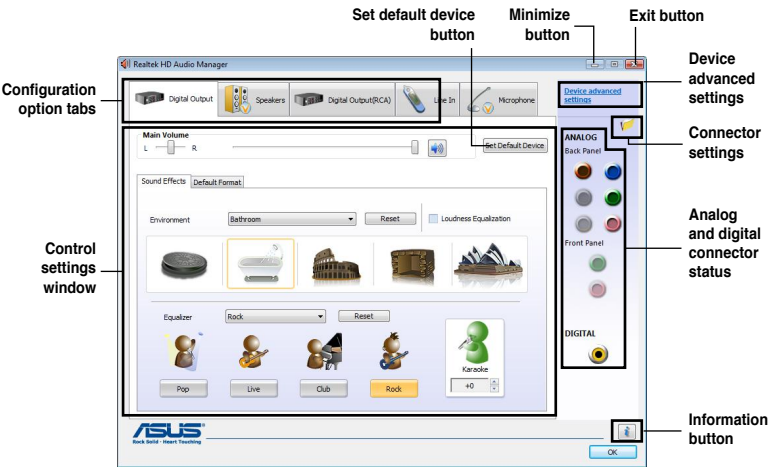 Set default device
button
Minimize
button
Exit button
Realtek HD Audio Manager
Device
advanced
settings
Configuration
option tabs
Digital Output
Speakers
Digital Output(RCA)
Line In
Microphone
Device advanced
settings
Connector
settings
Main Volume
L
R
Set Default Device
ANALOG
Back Panel
Sound Effects
Default Format
Environment
Bathroom
Reset
Loudness Equalization
Analog
and digital
connector
status
Control
settings
window
Front Panel
Equalizer
Rock
Reset
DIGITAL
Karaoke
Pop
Live
Club
Rock
+0
ASUS
Rock Solid · Heart Touching
Information
button
OK